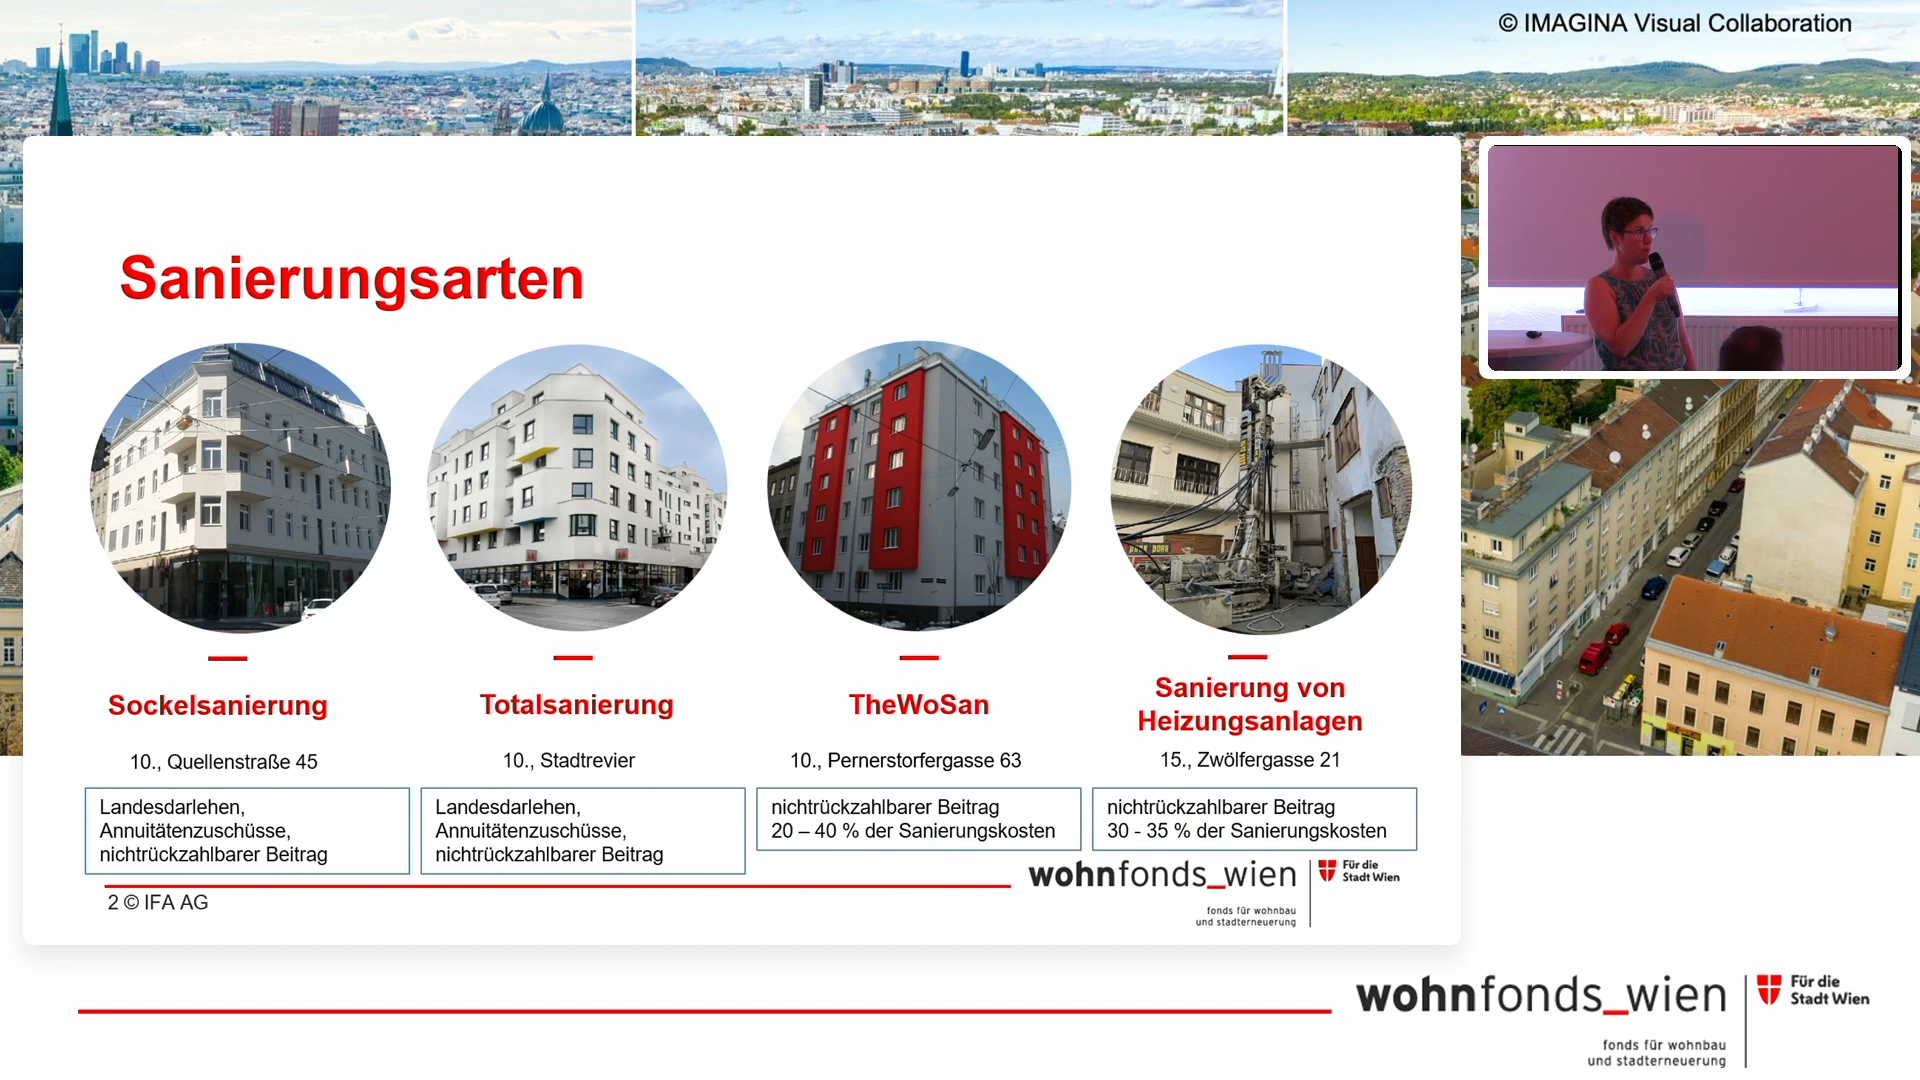 © IMAGINA Visual Collaboration
Sanierungsarten
Sockelsanierung
10., Quellenstraße 45
Landesdarlehen,
Annuitätenzuschüsse,
nichtrückzahlbarer Beitrag
Totalsanierung
10., Stadtrevier
Landesdarlehen,
Annuitätenzuschüsse,
nichtrückzahlbarer Beitrag
TheWoSan
10., Pernerstorfergasse 63
nichtrückzahlbarer Beitrag
20 – 40 % der Sanierungskosten
Sanierung von
Heizungsanlagen
15., Zwölfergasse 21
nichtrückzahlbarer Beitrag
30 - 35 % der Sanierungskosten
2 © IFA AG
wohnfonds_wien
fonds für wohnbau
und stadterneuerung
Für die
Stadt Wien
wohnfonds_wien
fonds für wohnbau
und stadterneuerung
Für die
Stadt Wien